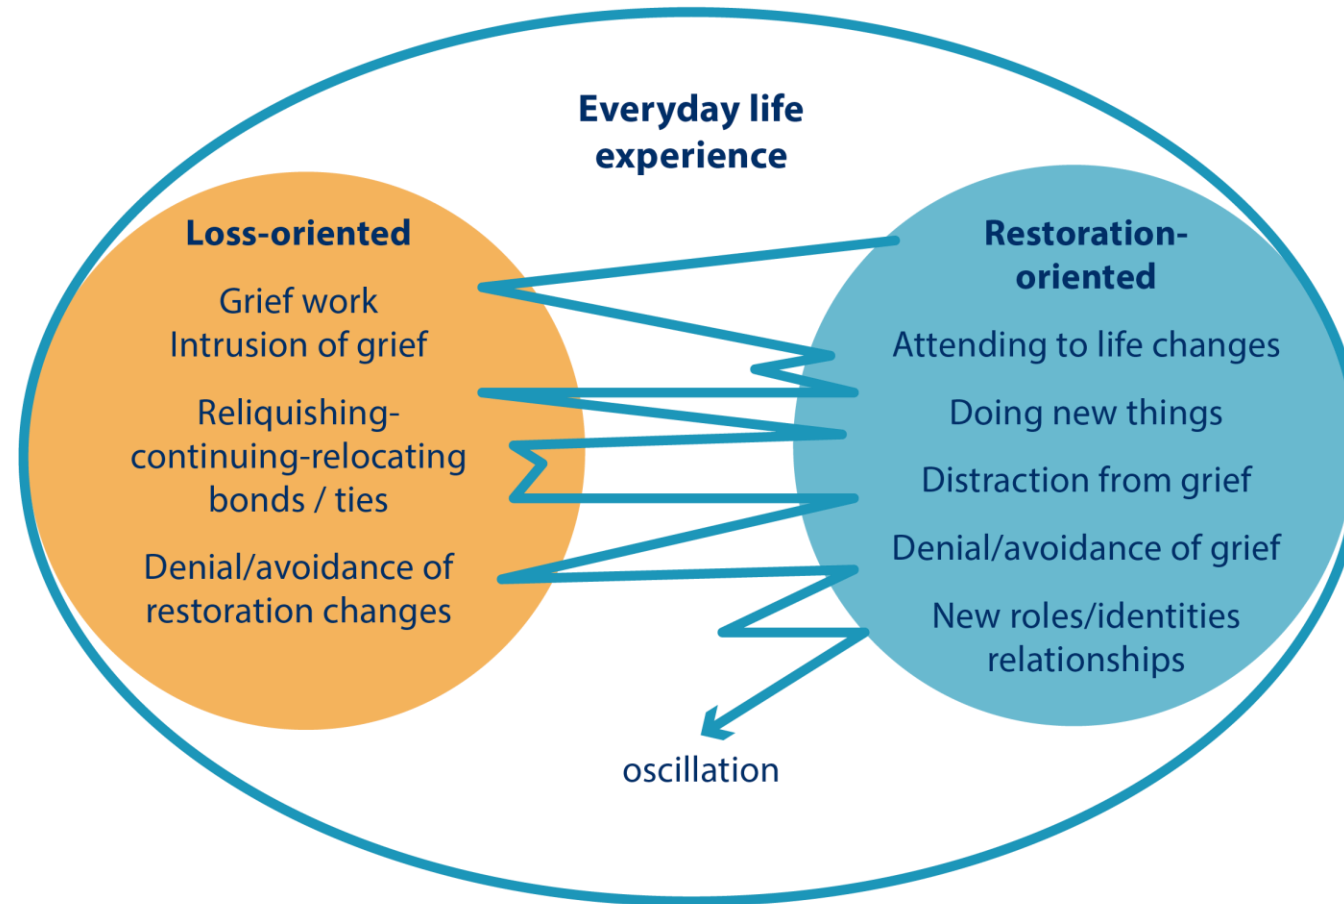 Everyday life
experience
Loss-oriented
Grief work
Intrusion of grief
Reliquishing-
continuing-relocating
bonds / ties
Denial/avoidance of
restoration changes
Restoration-
oriented
Attending to life changes
Doing new things
Distraction from grief
Denial/avoidance of grief
New roles/identities
relationships
oscillation